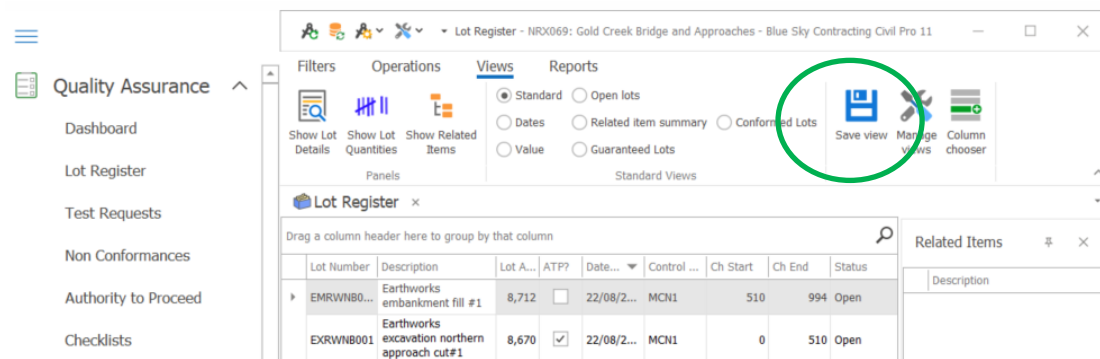 Lot Register - NRX069: Gold Creek Bridge and Approaches - Blue Sky Contracting Civil Pro 11
Quality Assurance
Dashboard
Lot Register
Test Requests
Non Conformances
Authority to Proceed
Checklists
Filters Operations Views Reports
Show Lot Details
Show Lot Quantities
Show Related Items
Panels
Standard Open lots
Dates Related item summary Conformed Lots
Value Guaranteed Lots
Standard Views
Save view
Manage views
Column chooser
Lot Register
Drag a column header here to group by that column
Lot Number Description Lot A... ATP? Date... Control ... Ch Start Ch End Status
EMRWNB0... Earthworks embankment fill #1 8,712 22/08/2... MCN1 510 994 Open
EXRWNB001 Earthworks excavation northern approach cut#1 8,670 22/08/2... MCN1 0 510 Open
Related Items
Description